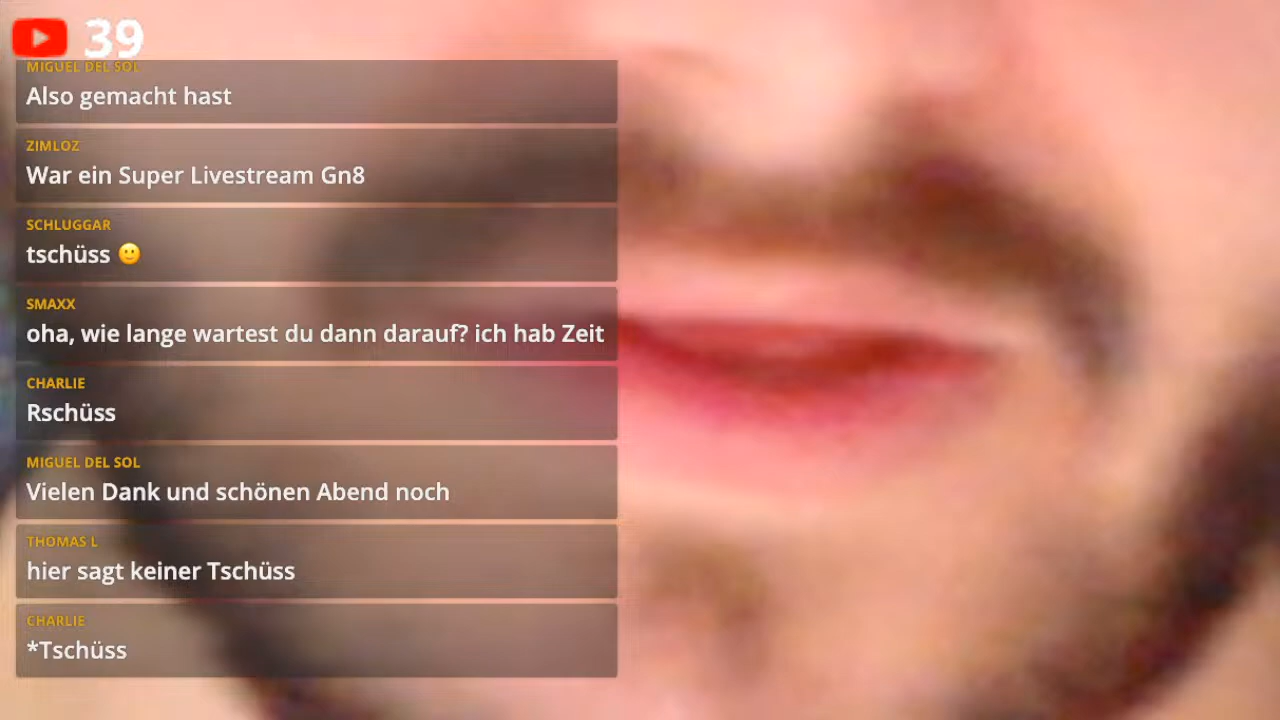 39
MIGUEL DEL SOL
Also gemacht hast
ZIMLOZ
War ein Super Livestream Gn8
SCHLUGGAR
tschüss 🙂
SMAXX
oha, wie lange wartest du dann darauf? ich hab Zeit
CHARLIE
Rschüss
MIGUEL DEL SOL
Vielen Dank und schönen Abend noch
THOMAS L
hier sagt keiner Tschüss
CHARLIE
*Tschüss